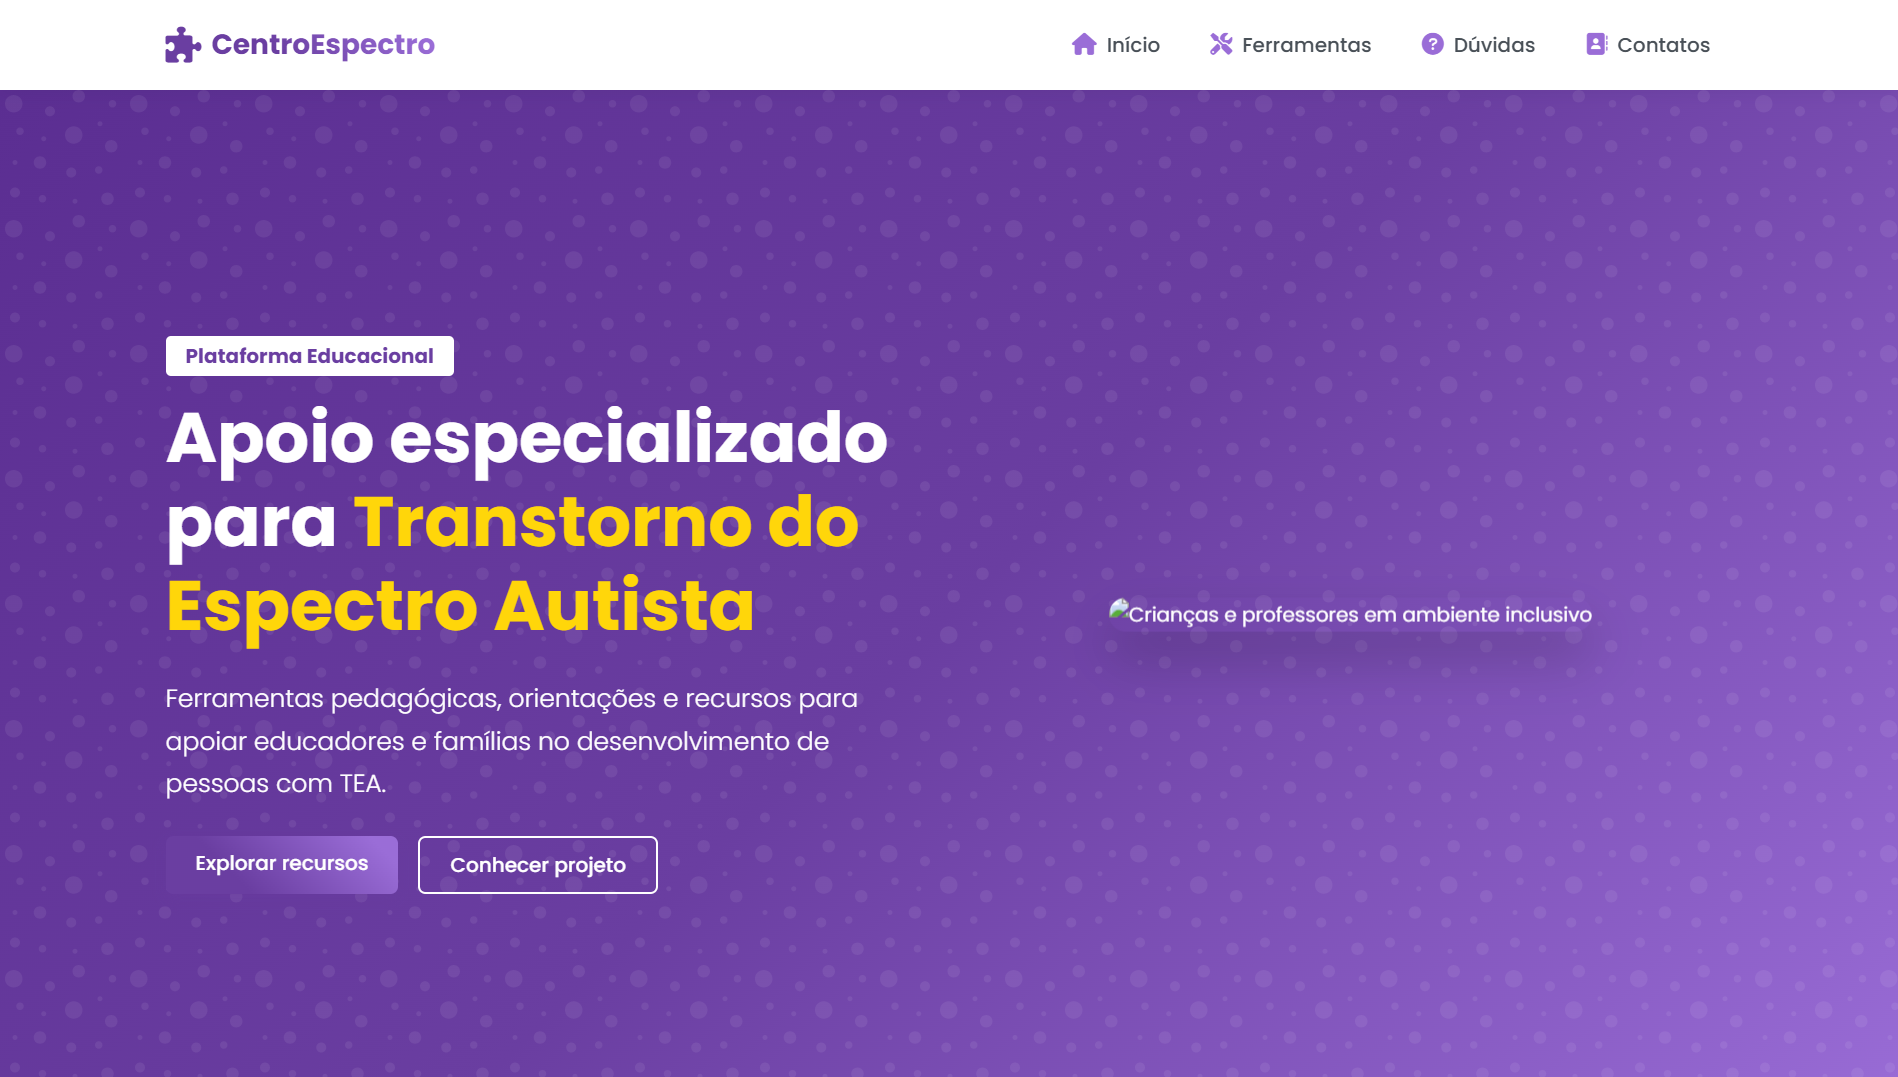 CentroEspectro
Início
Ferramentas
Dúvidas
Contatos
Plataforma Educacional
Apoio especializado
para Transtorno do
Espectro Autista
Ferramentas pedagógicas, orientações e recursos para
apoiar educadores e famílias no desenvolvimento de
pessoas com TEA.
Explorar recursos
Conhecer projeto
Crianças e professores em ambiente inclusivo